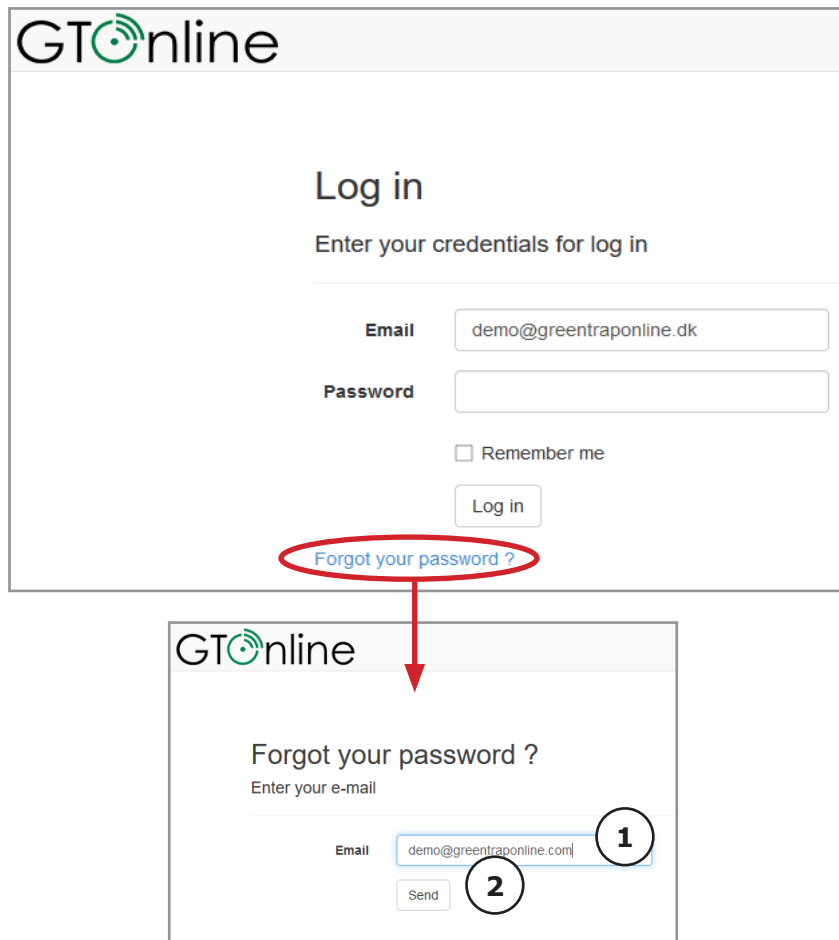 GTOnline
Log in
Enter your credentials for log in
Email demo@greentraponline.dk
Password
Remember me
Log in
Forgot your password ?
GTOnline
Forgot your password ?
Enter your e-mail
Email demo@greentraponline.com 1
Send 2